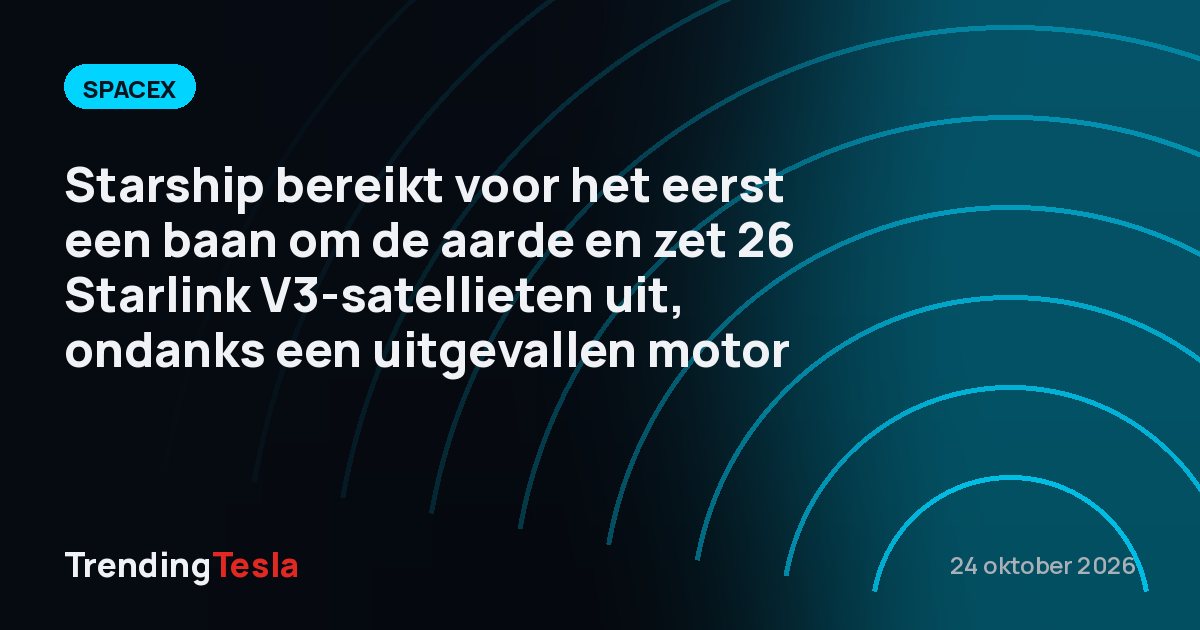 SPACEX
Starship bereikt voor het eerst
een baan om de aarde en zet 26
Starlink V3-satellieten uit,
ondanks een uitgevallen motor
TrendingTesla
24 oktober 2026